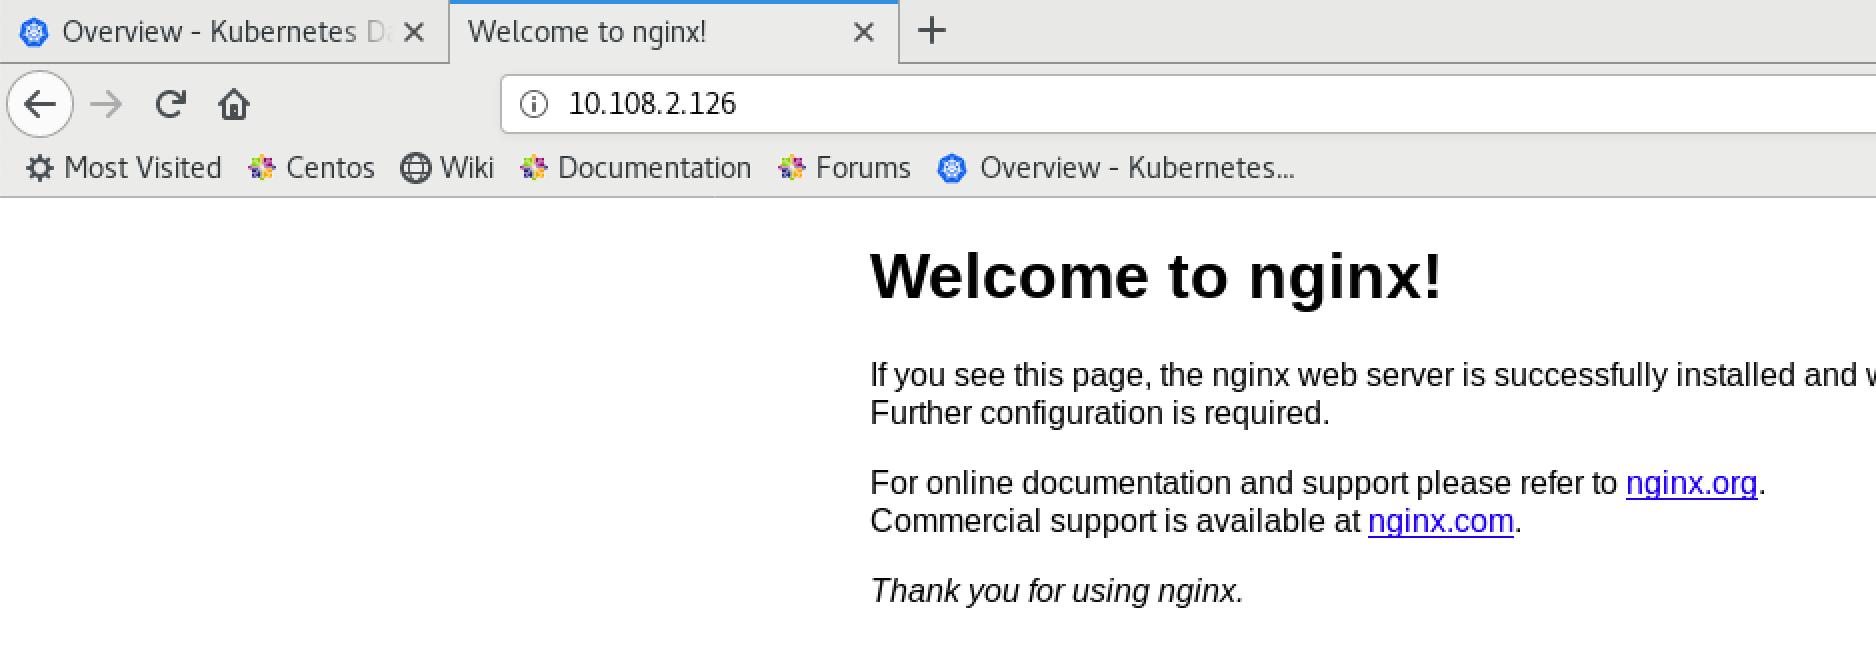 Overview - Kubernetes
Welcome to nginx!
10.108.2.126
Most Visited Centos Wiki Documentation Forums Overview - Kubernetes...
Welcome to nginx!
If you see this page, the nginx web server is successfully installed and
Further configuration is required.
For online documentation and support please refer to nginx.org.
Commercial support is available at nginx.com.
Thank you for using nginx.